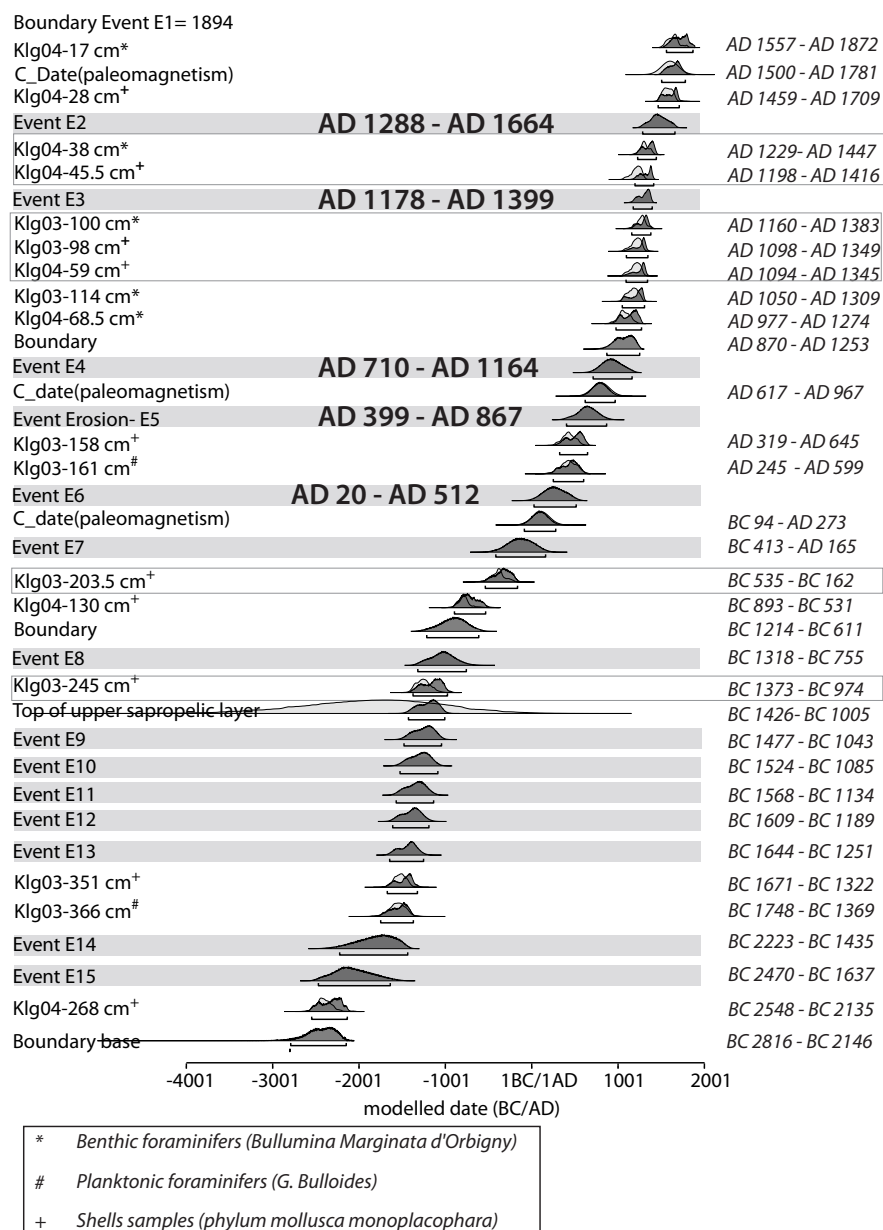 Boundary Event E1= 1894
Klg04-17 cm* AD 1557 - AD 1872
C_Date(paleomagnetism) AD 1500 - AD 1781
Klg04-28 cm+ AD 1459 - AD 1709
Event E2 AD 1288 - AD 1664
Klg04-38 cm* AD 1229- AD 1447
Klg04-45.5 cm+ AD 1198 - AD 1416
Event E3 AD 1178 - AD 1399
Klg03-100 cm* AD 1160 - AD 1383
Klg03-98 cm+ AD 1098 - AD 1349
Klg04-59 cm+ AD 1094 - AD 1345
Klg03-114 cm* AD 1050 - AD 1309
Klg04-68.5 cm* AD 977 - AD 1274
Boundary AD 870 - AD 1253
Event E4 AD 710 - AD 1164
C_date(paleomagnetism) AD 617 - AD 967
Event Erosion- E5 AD 399 - AD 867
Klg03-158 cm+ AD 319 - AD 645
Klg03-161 cm# AD 245 - AD 599
Event E6 AD 20 - AD 512
C_date(paleomagnetism) BC 94 - AD 273
Event E7 BC 413 - AD 165
Klg03-203.5 cm+ BC 535 - BC 162
Klg04-130 cm+ BC 893 - BC 531
Boundary BC 1214 - BC 611
Event E8 BC 1318 - BC 755
Klg03-245 cm+ BC 1373 - BC 974
Top of upper sapropelic layer BC 1426- BC 1005
Event E9 BC 1477 - BC 1043
Event E10 BC 1524 - BC 1085
Event E11 BC 1568 - BC 1134
Event E12 BC 1609 - BC 1189
Event E13 BC 1644 - BC 1251
Klg03-351 cm+ BC 1671 - BC 1322
Klg03-366 cm# BC 1748 - BC 1369
Event E14 BC 2223 - BC 1435
Event E15 BC 2470 - BC 1637
Klg04-268 cm+ BC 2548 - BC 2135
Boundary base BC 2816 - BC 2146
-4001 -3001 -2001 -1001 1BC/1AD 1001 2001
modelled date (BC/AD)
* Benthic foraminifers (Bullumina Marginata d'Orbigny)
# Planktonic foraminifers (G. Bulloides)
+ Shells samples (phylum mollusca monoplacophara)